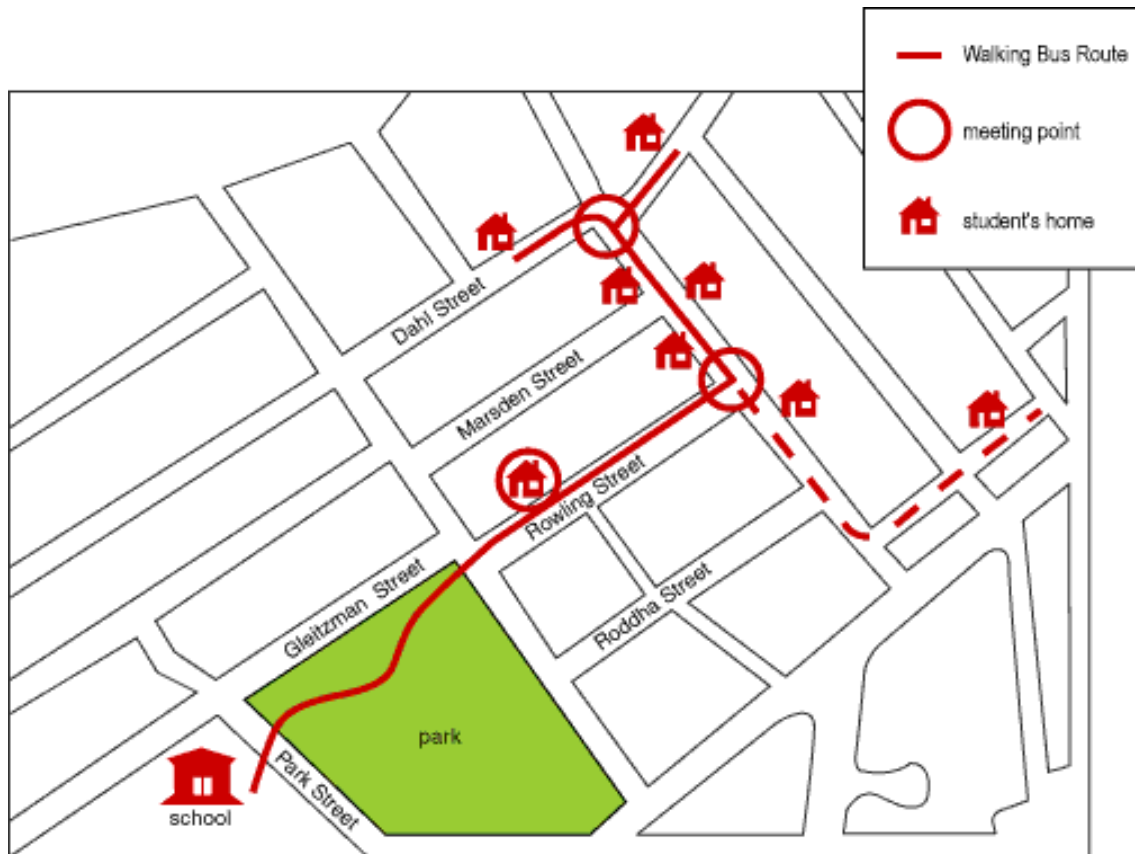 Walking Bus Route
meeting point
student's home
Dahl Street
Marsden Street
Rowling Street
Gleitzman Street
Roddha Street
park
Park Street
school